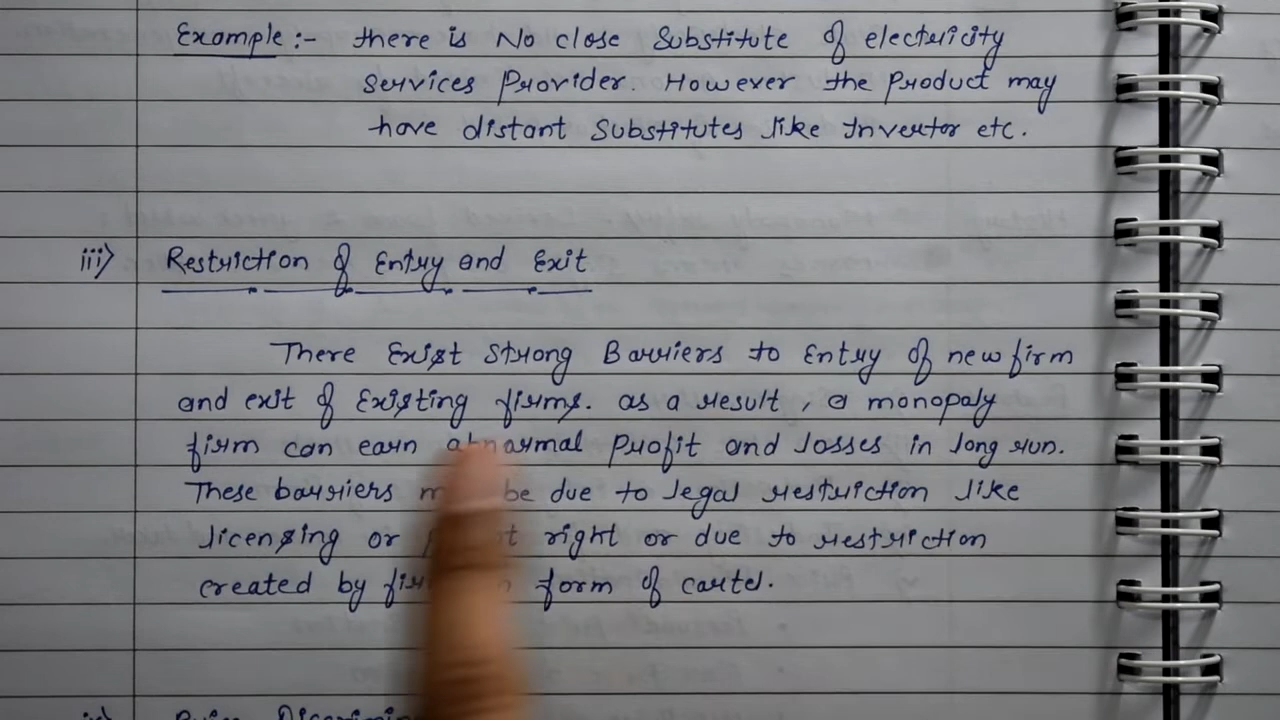 Example :- there is No close Substitute of electricity
Services Provider. However the Product may
have distant Substitutes like Invertor etc.
iii) Restriction of Entry and Exit
There Exist Strong Barriers to Entry of new firm
and exit of Existing firms. as a result, a monopaly
firm can earn abnormal Profit and losses in long run.
These barriers be due to legal restriction like
licensing or right or due to restriction
created by form of cartel.